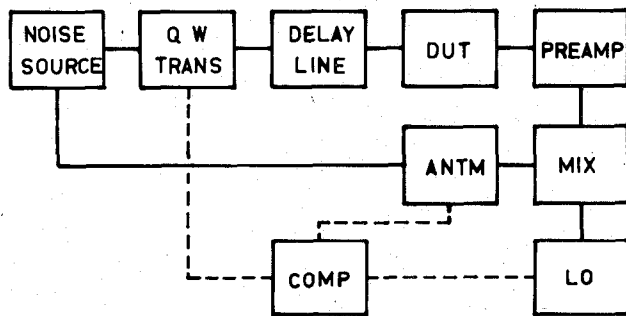 NOISE
SOURCE
Q W
TRANS
DELAY
LINE
DUT
PREAMP
ANTM
MIX
COMP
LO